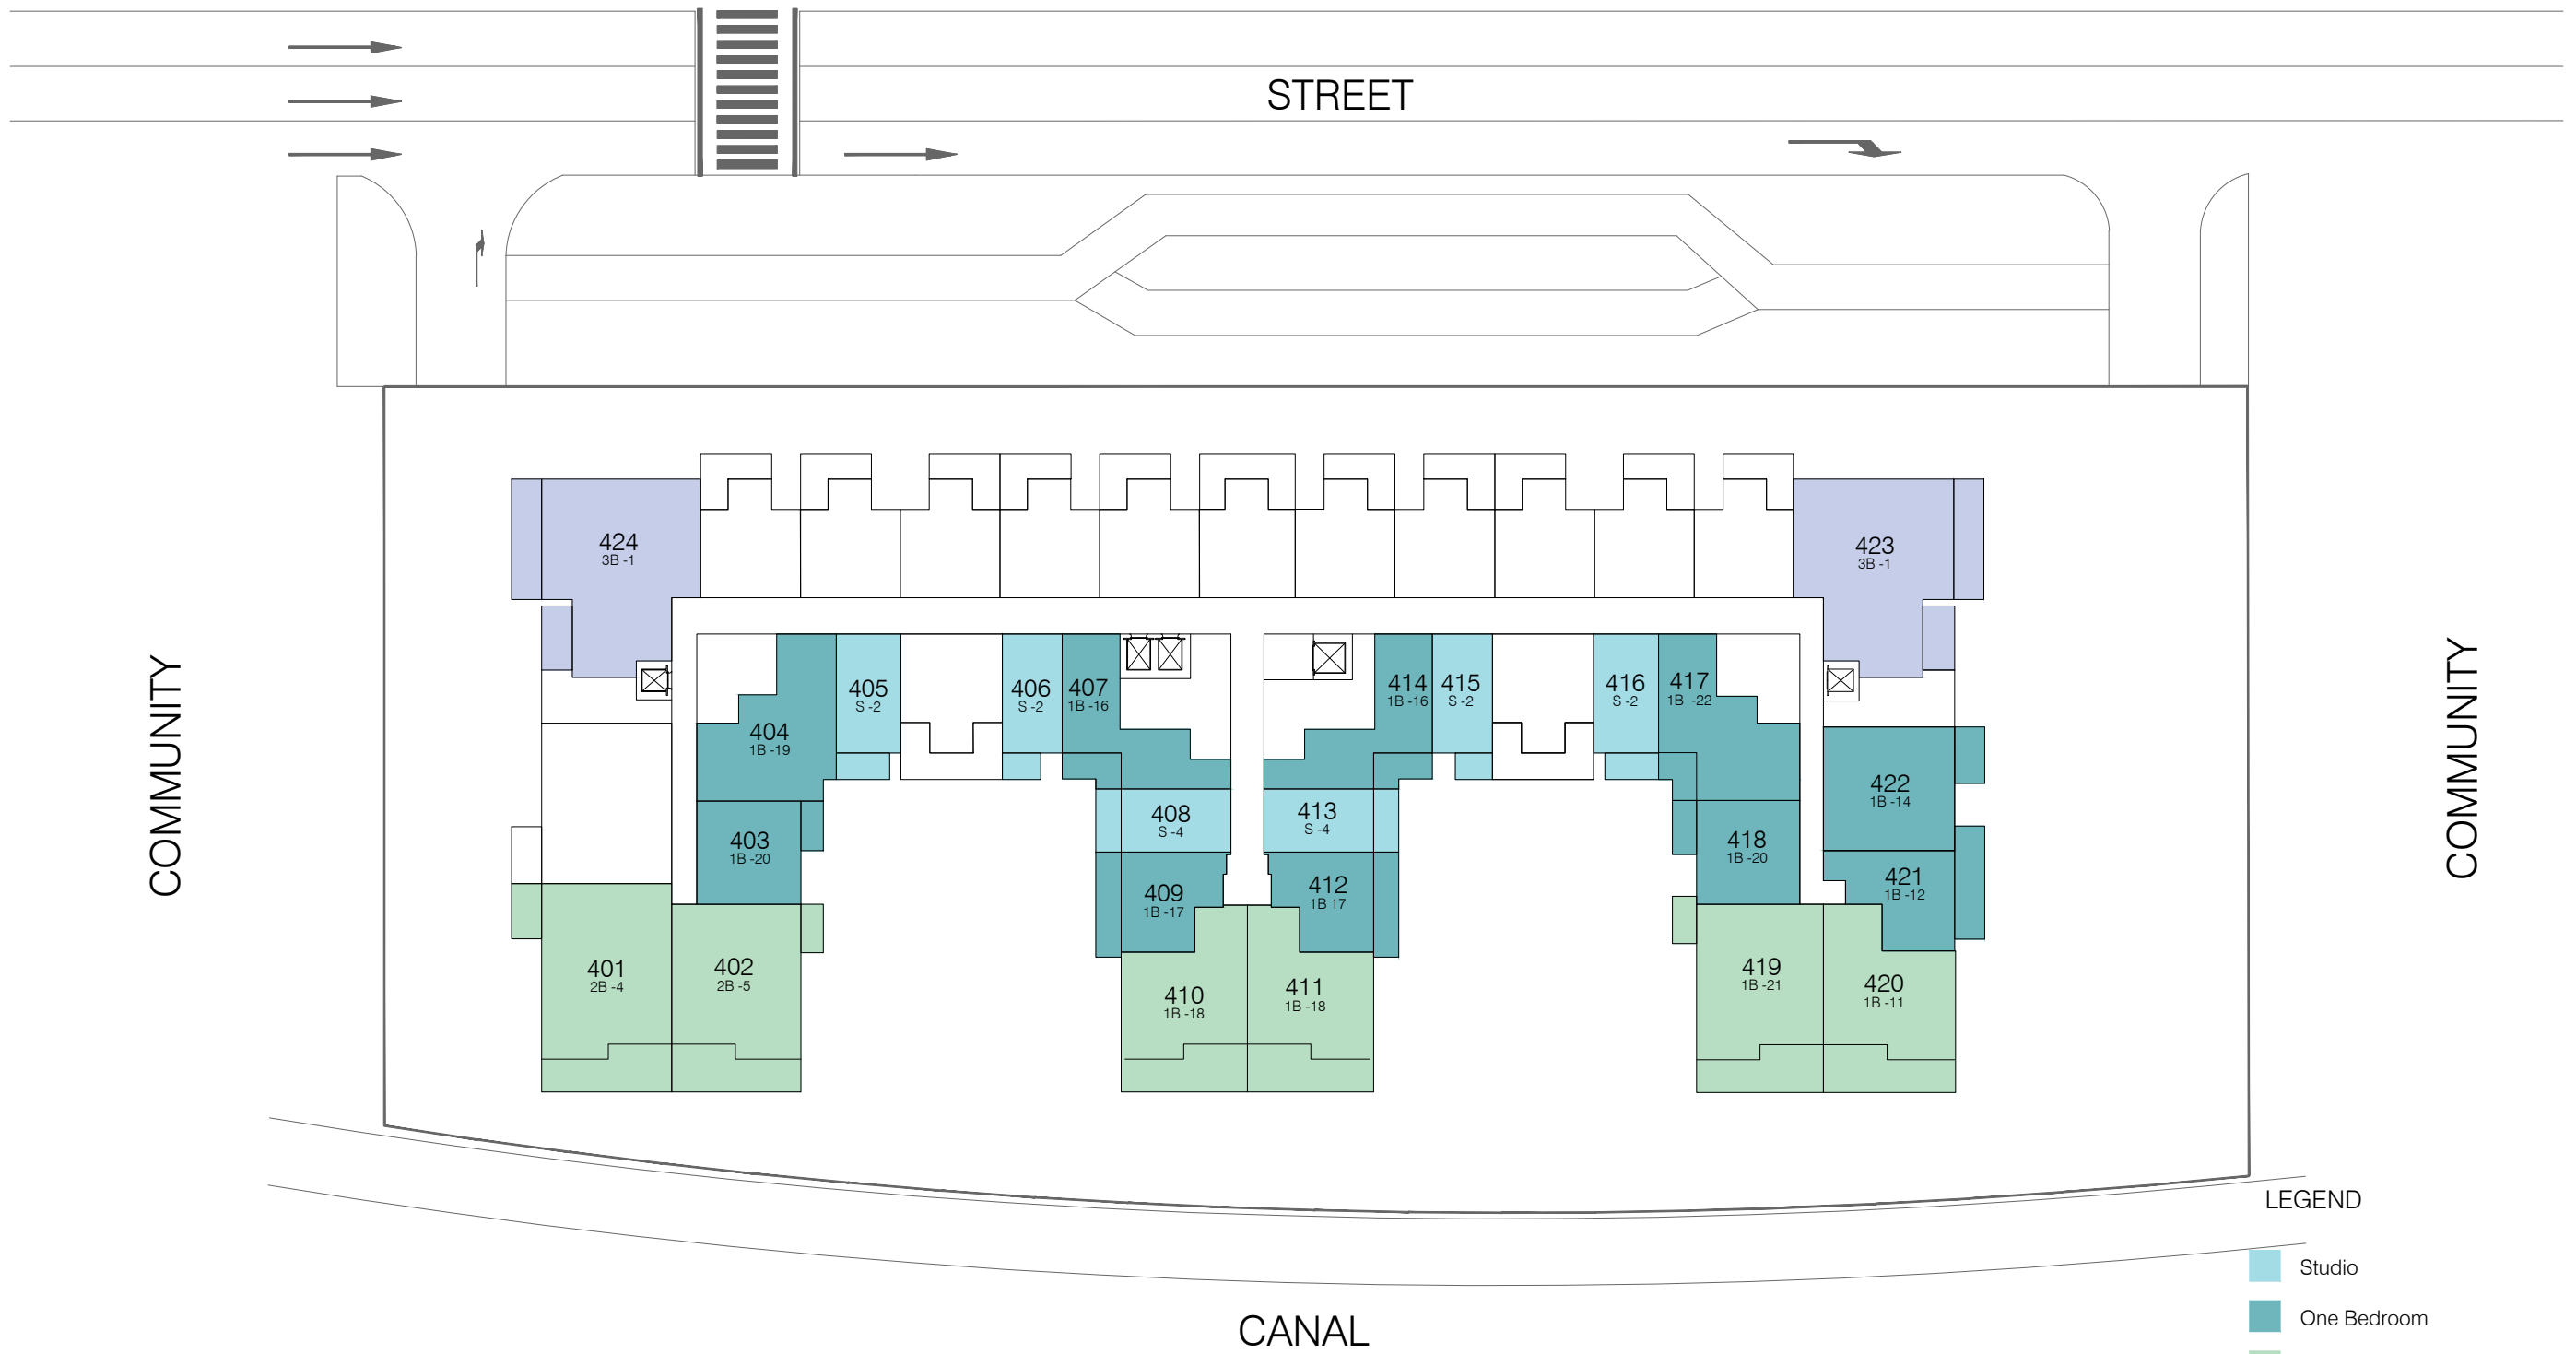 STREET
COMMUNITY
COMMUNITY
424
3B -1
423
3B -1
405
S -2
406
S -2
407
1B -16
414
1B -16
415
S -2
416
S -2
417
1B -22
404
1B -19
408
S -4
413
S -4
422
1B -14
403
1B -20
418
1B -20
409
1B -17
412
1B 17
421
1B -12
401
2B -4
402
2B -5
410
1B -18
411
1B -18
419
1B -21
420
1B -11
LEGEND
Studio
One Bedroom
CANAL